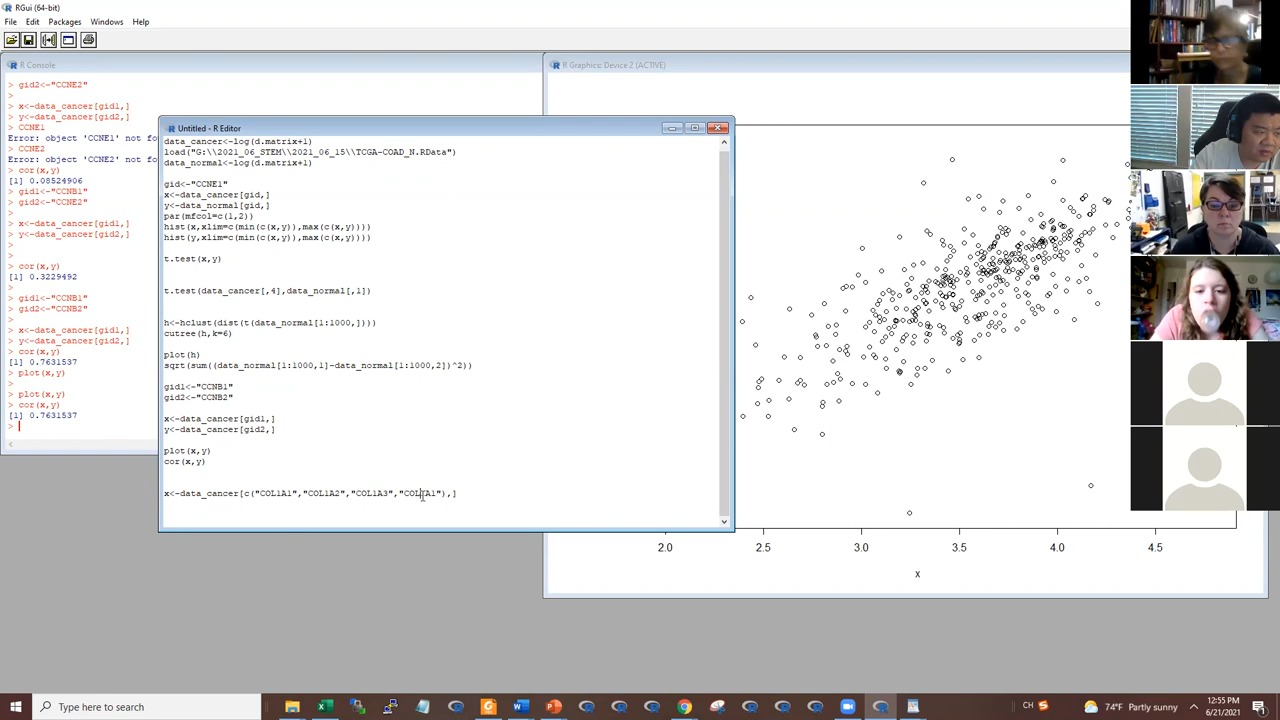 RGui (64-bit)
File Edit Packages Windows Help
R Console
> gid2<-"CCNE2"
>
> x<-data_cancer[gid1,]
> y<-data_cancer[gid2,]
> CCNE1
Error: object 'CCNE1' not fo
> CCNE2
Error: object 'CCNE2' not fo
> cor(x,y)
[1] 0.08524906
> gid1<-"CCNB1"
> gid2<-"CCNE2"
>
> x<-data_cancer[gid1,]
> y<-data_cancer[gid2,]
>
>
> cor(x,y)
[1] 0.3229492
>
> gid1<-"CCNB1"
> gid2<-"CCNB2"
>
> x<-data_cancer[gid1,]
> y<-data_cancer[gid2,]
> cor(x,y)
[1] 0.7631537
> plot(x,y)
>
> plot(x,y)
> cor(x,y)
[1] 0.7631537
>
Untitled - R Editor
data_cancer<-log(d.matrix+1)
load("G:\\2021_06_STEM\\2021_06_15\\TCGA-COAD_N.RData")
data_normal<-log(d.matrix+1)
gid<-"CCNE1"
x<-data_cancer[gid,]
y<-data_normal[gid,]
par(mfcol=c(1,2))
hist(x,xlim=c(min(c(x,y)),max(c(x,y))))
hist(y,xlim=c(min(c(x,y)),max(c(x,y))))
t.test(x,y)
t.test(data_cancer[,4],data_normal[,1])
h<-hclust(dist(t(data_normal[1:1000,])))
cutree(h,k=6)
plot(h)
sqrt(sum((data_normal[1:1000,1]-data_normal[1:1000,2])^2))
gid1<-"CCNB1"
gid2<-"CCNB2"
x<-data_cancer[gid1,]
y<-data_cancer[gid2,]
plot(x,y)
cor(x,y)
R Graphics: Device 2 (ACTIVE)
2.0 2.5 3.0 3.5 4.0 4.5
x
Type here to search
CH
74°F Partly sunny
12:55 PM
6/21/2021